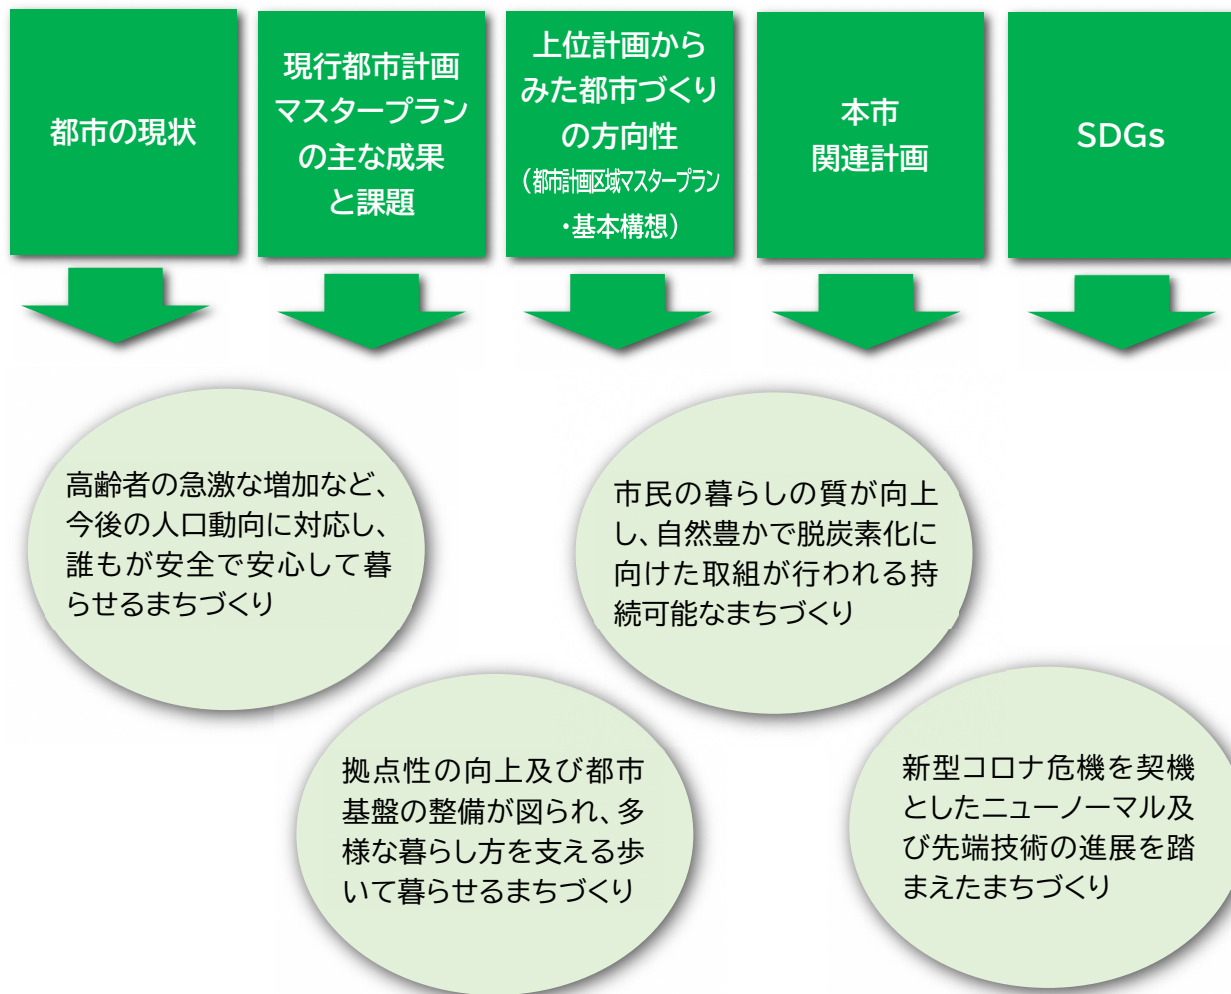 都市の現状
現行都市計画
マスタープラン
の主な成果
と課題
上位計画から
みた都市づくり
の方向性
（都市計画区域マスタープラン
・基本構想）
本市
関連計画
SDGs
高齢者の急激な増加など、
今後の人口動向に対応し、
誰もが安全で安心して暮
らせるまちづくり
市民の暮らしの質が向上
し、自然豊かで脱炭素化に
向けた取組が行われる持
続可能なまちづくり
拠点性の向上及び都市
基盤の整備が図られ、多
様な暮らし方を支える歩
いて暮らせるまちづくり
新型コロナ危機を契機
としたニューノーマル及
び先端技術の進展を踏
まえたまちづくり